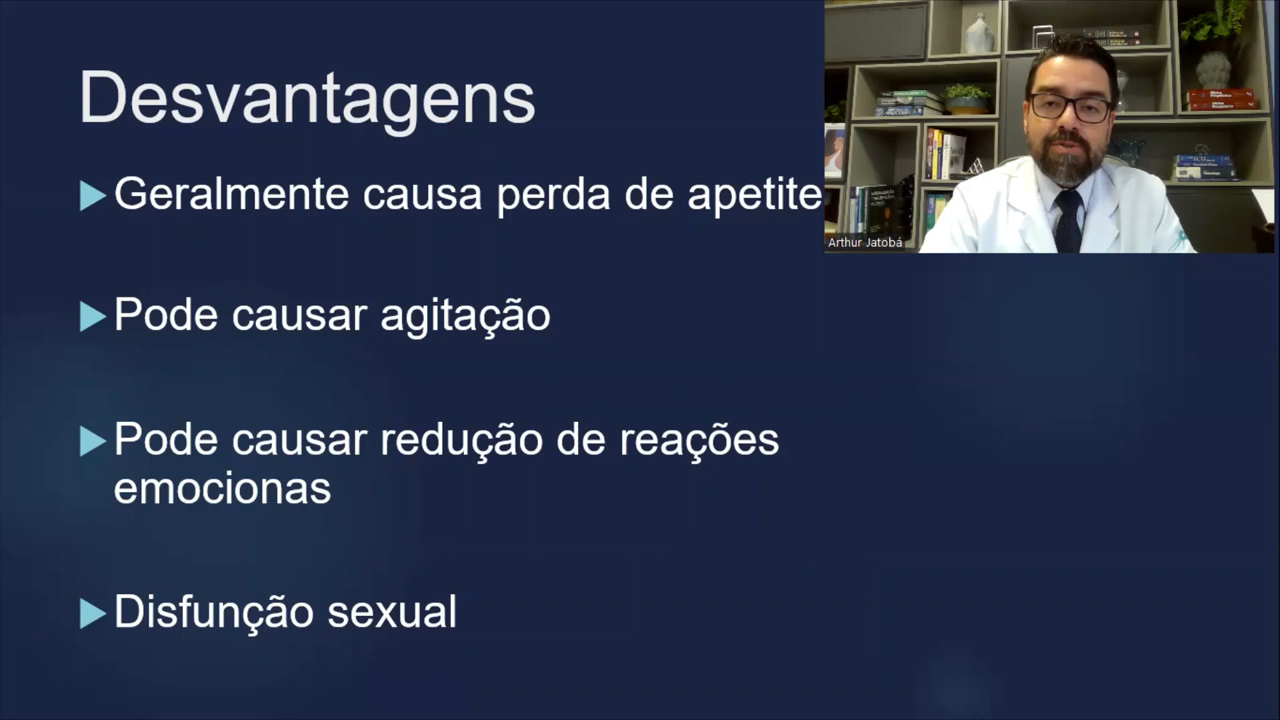 Desvantagens
Geralmente causa perda de apetite
Pode causar agitação
Pode causar redução de reações
emocionas
Disfunção sexual
Arthur Jatobá